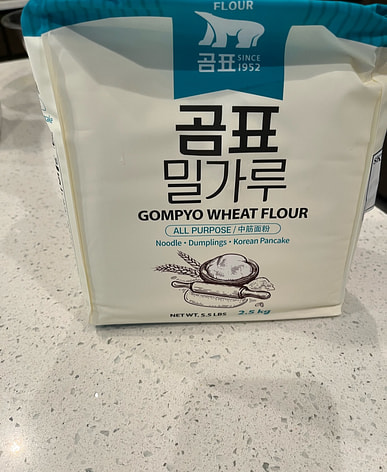 FLOUR
곰표 SINCE 1952
곰표
밀가루
GOMPYO WHEAT FLOUR
ALL PURPOSE / 中筋面粉
Noodle • Dumplings • Korean Pancake
NET WT. 5.5 LBS 2.5 kg